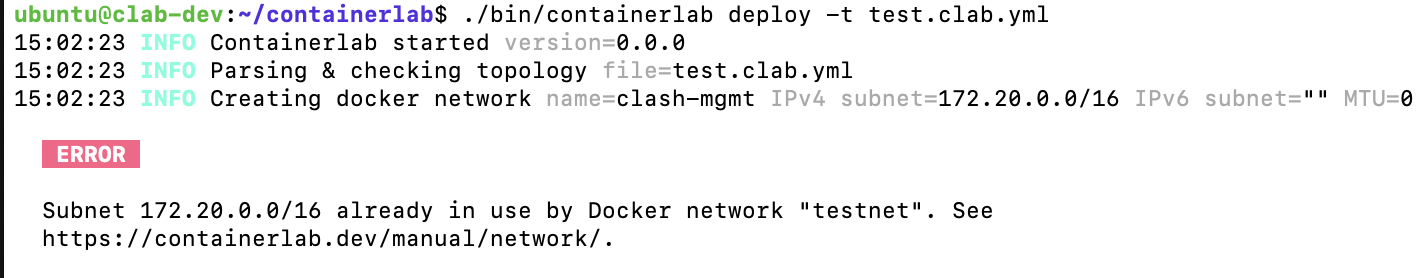 ubuntu@clab-dev:~/containerlab$ ./bin/containerlab deploy -t test.clab.yml
15:02:23 INFO Containerlab started version=0.0.0
15:02:23 INFO Parsing & checking topology file=test.clab.yml
15:02:23 INFO Creating docker network name=clash-mgmt IPv4 subnet=172.20.0.0/16 IPv6 subnet="" MTU=0
ERROR
Subnet 172.20.0.0/16 already in use by Docker network "testnet". See
https://containerlab.dev/manual/network/.